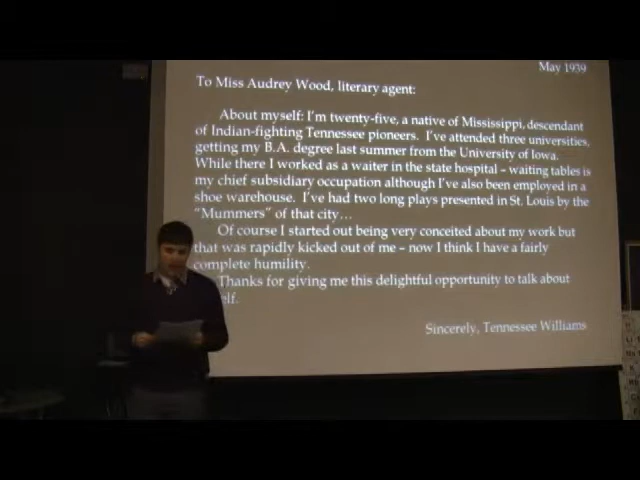 May 1939
To Miss Audrey Wood, literary agent:
About myself: I'm twenty-five, a native of Mississippi, descendant
of Indian-fighting Tennessee pioneers. I've attended three universities,
getting my B.A. degree last summer from the University of Iowa.
While there I worked as a waiter in the state hospital – waiting tables is
my chief subsidiary occupation although I've also been employed in a
shoe warehouse. I've had two long plays presented in St. Louis by the
"Mummers" of that city…
Of course I started out being very conceited about my work but
that was rapidly kicked out of me – now I think I have a fairly
complete humility.
Thanks for giving me this delightful opportunity to talk about
elf.
Sincerely, Tennessee Williams